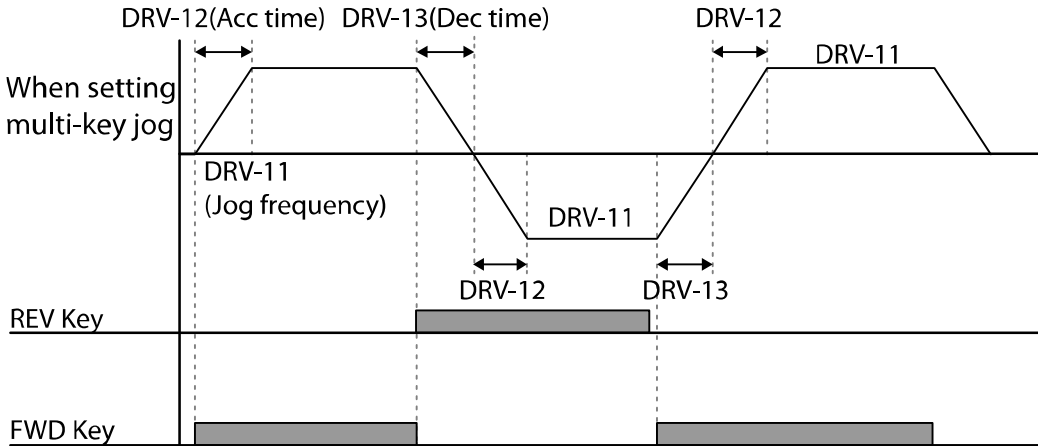 DRV-12(Acc time)
DRV-13(Dec time)
DRV-12
When setting
multi-key jog
DRV-11
DRV-11
(Jog frequency)
DRV-11
DRV-12
DRV-13
REV Key
FWD Key